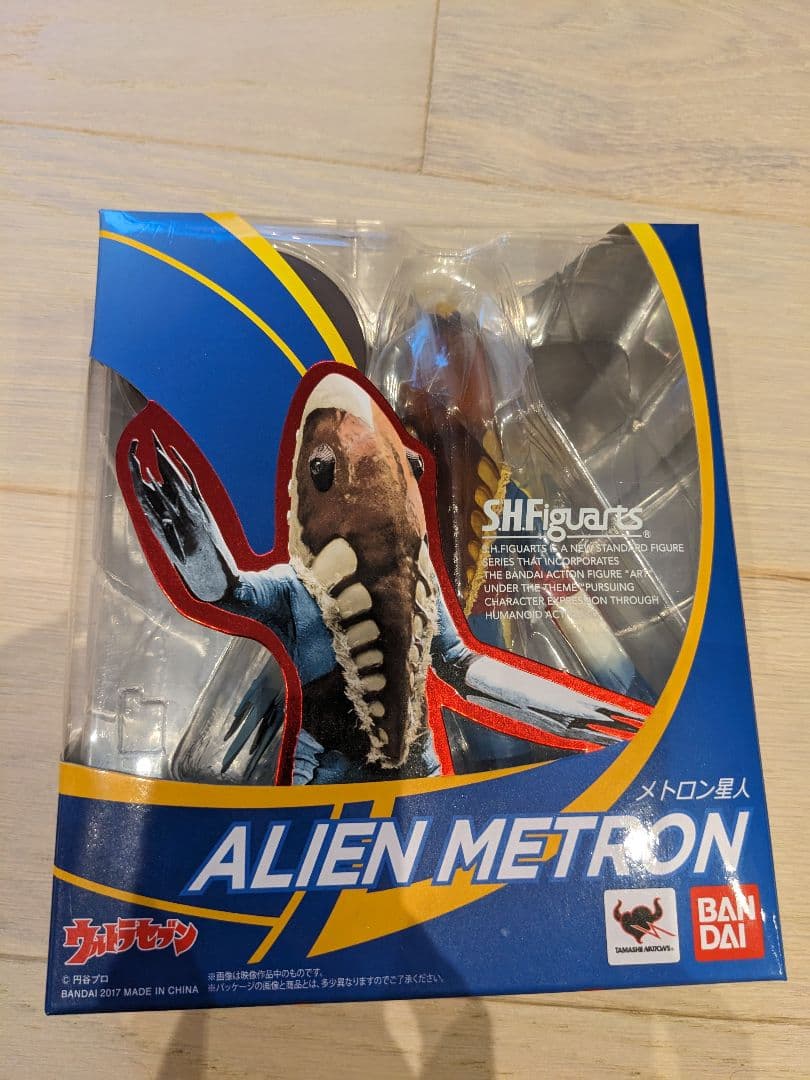 S.H.Figuarts®
S.H.FIGUARTS IS A NEW STANDARD FIGURE
SERIES THAT INCORPORATES
THE BANDAI ACTION FIGURE "ART"
UNDER THE THEME "PURSUING
CHARACTER EXPRESSION THROUGH
HUMANOID
メトロン星人
ALIEN METRON
ウルトラセブン
TAMASHII NATIONS®
BAN
DAI
© 円谷プロ
BANDAI 2017 MADE IN CHINA
※画像は映像作品中のものです。
※パッケージの画像と商品とは、多少異なりますのでご了承ください。